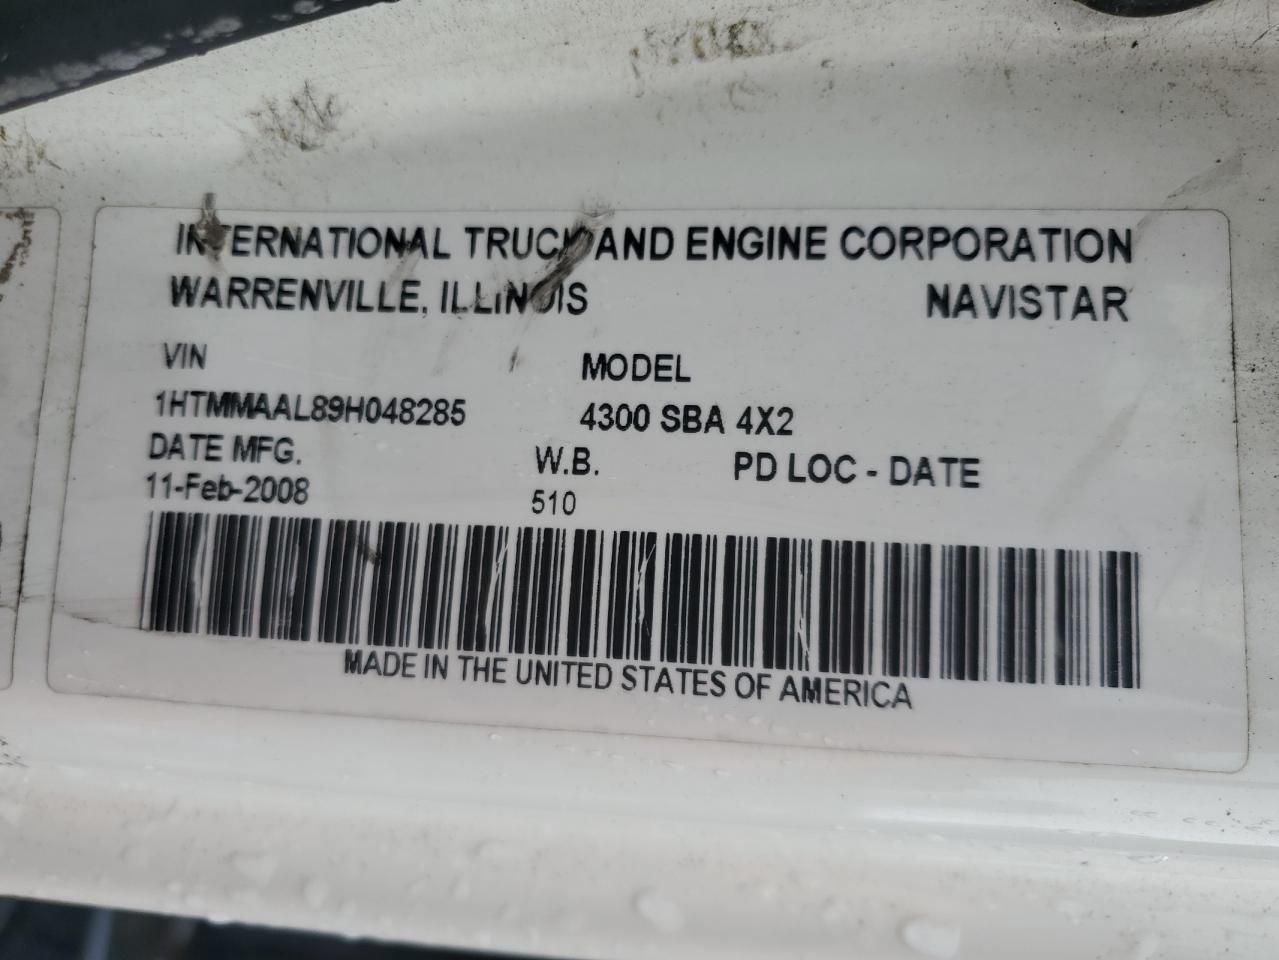 INTERNATIONAL TRUCK AND ENGINE CORPORATION
WARRENVILLE, ILLINOIS NAVISTAR
VIN MODEL
1HTMMAAL89H048285 4300 SBA 4X2
DATE MFG. W.B. PD LOC - DATE
11-Feb-2008 510
MADE IN THE UNITED STATES OF AMERICA